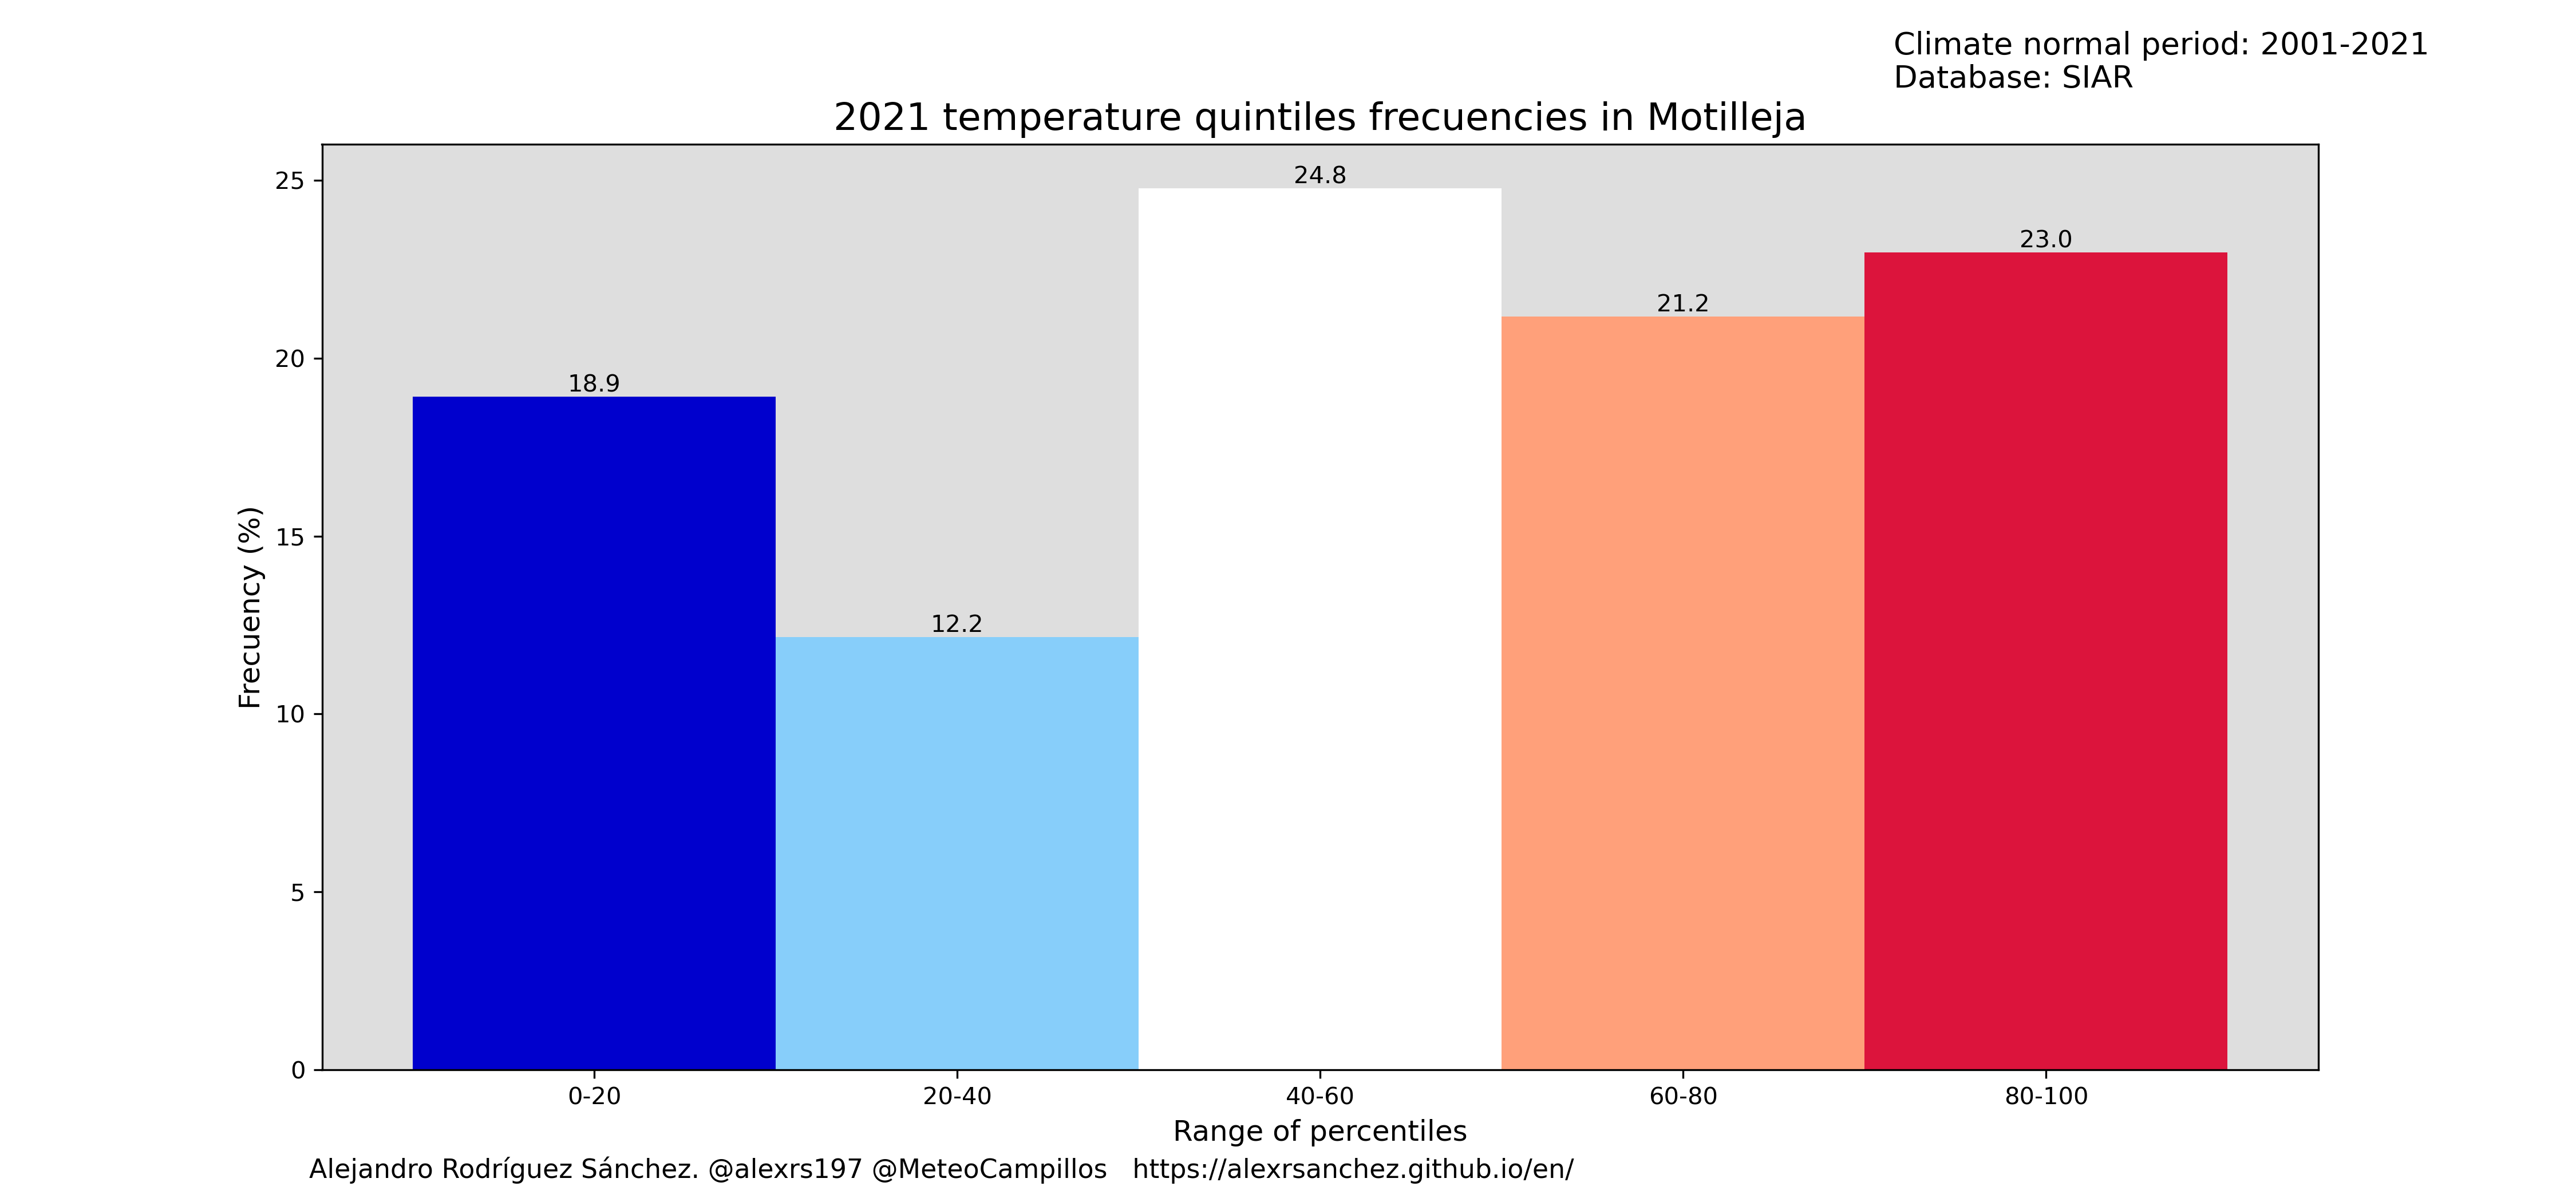 Climate normal period: 2001-2021
Database: SIAR
2021 temperature quintiles frecuencies in Motilleja
25
20
15
10
5
0
Frecuency (%)
18.9
12.2
24.8
21.2
23.0
0-20
20-40
40-60
60-80
80-100
Range of percentiles
Alejandro Rodríguez Sánchez. @alexrs197 @MeteoCampillos https://alexrsanchez.github.io/en/